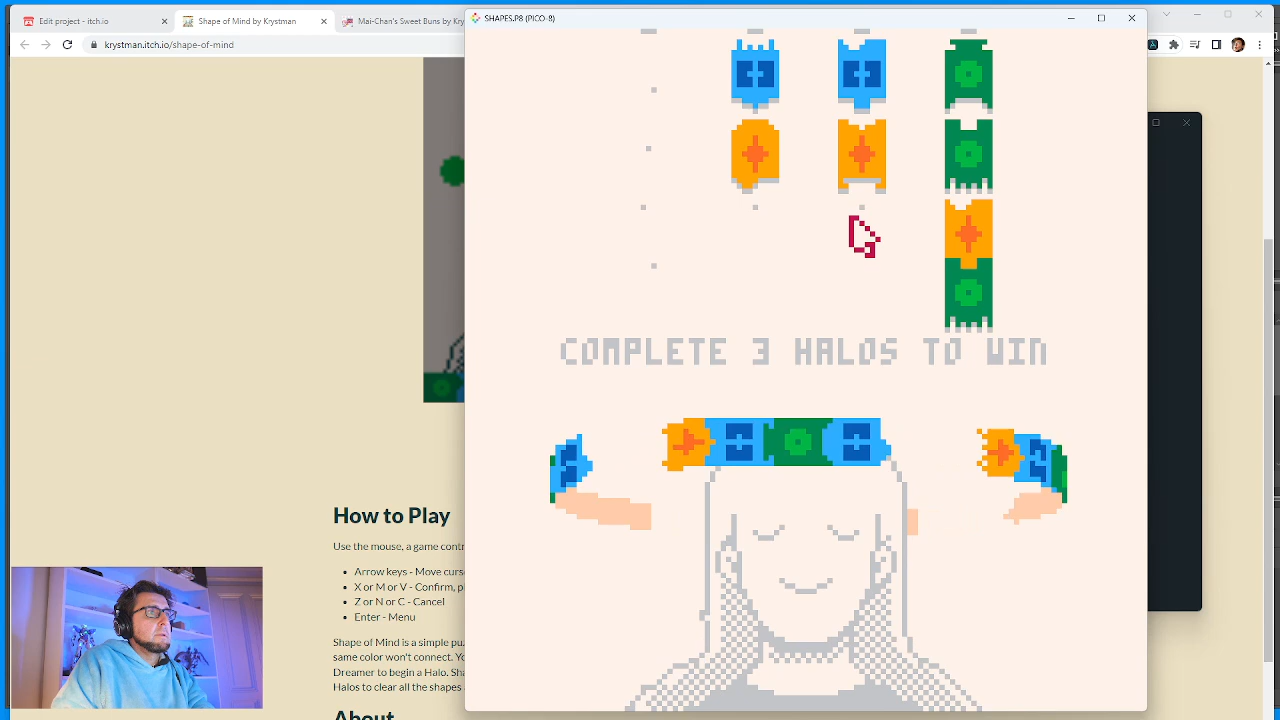 Edit project - itch.io
Shape of Mind by Krystman
Mai-Chan's Sweet Buns by Kry
SHAPES.P8 (PICO-8)
krystman.itch.io/shape-of-mind
COMPLETE 3 HALOS TO WIN
How to Play
Use the mouse, a game contr
Arrow keys - Move curs
X or M or V - Confirm, p
Z or N or C - Cancel
Enter - Menu
Shape of Mind is a simple pu
same color won't connect. Yo
Dreamer to begin a Halo. Sha
Halos to clear all the shapes
About